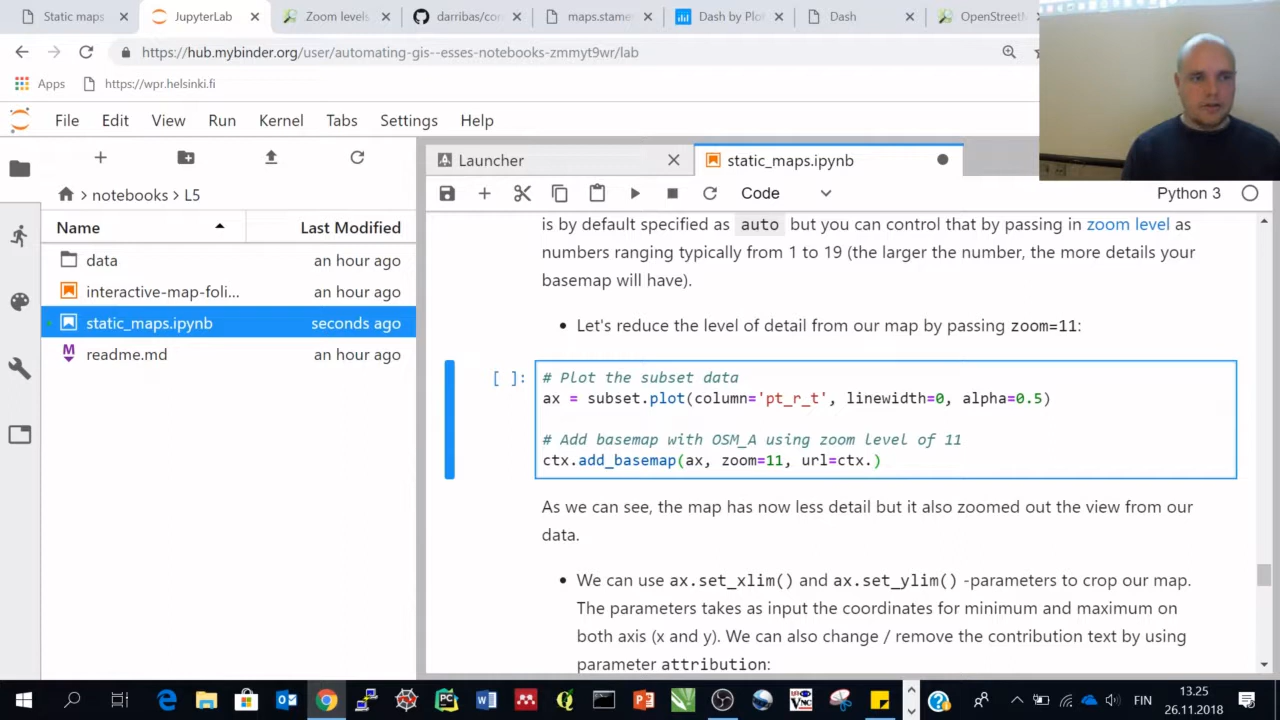 Static maps
JupyterLab
Zoom levels
darribas/cor
maps.stame
Dash by Plo
Dash
OpenStreet
https://hub.mybinder.org/user/automating-gis--esses-notebooks-zmmyt9wr/lab
Apps
https://wpr.helsinki.fi
File
Edit
View
Run
Kernel
Tabs
Settings
Help
Launcher
static_maps.ipynb
notebooks
L5
Code
Python 3
Name
Last Modified
data
an hour ago
interactive-map-foli...
an hour ago
static_maps.ipynb
seconds ago
readme.md
an hour ago
is by default specified as auto but you can control that by passing in zoom level as
numbers ranging typically from 1 to 19 (the larger the number, the more details your
basemap will have).
• Let's reduce the level of detail from our map by passing zoom=11:
[ ]:
# Plot the subset data
ax = subset.plot(column='pt_r_t', linewidth=0, alpha=0.5)
# Add basemap with OSM_A using zoom level of 11
ctx.add_basemap(ax, zoom=11, url=ctx.)
As we can see, the map has now less detail but it also zoomed out the view from our
data.
• We can use ax.set_xlim() and ax.set_ylim() -parameters to crop our map.
The parameters takes as input the coordinates for minimum and maximum on
both axis (x and y). We can also change / remove the contribution text by using
parameter attribution:
FIN
13.25
26.11.2018